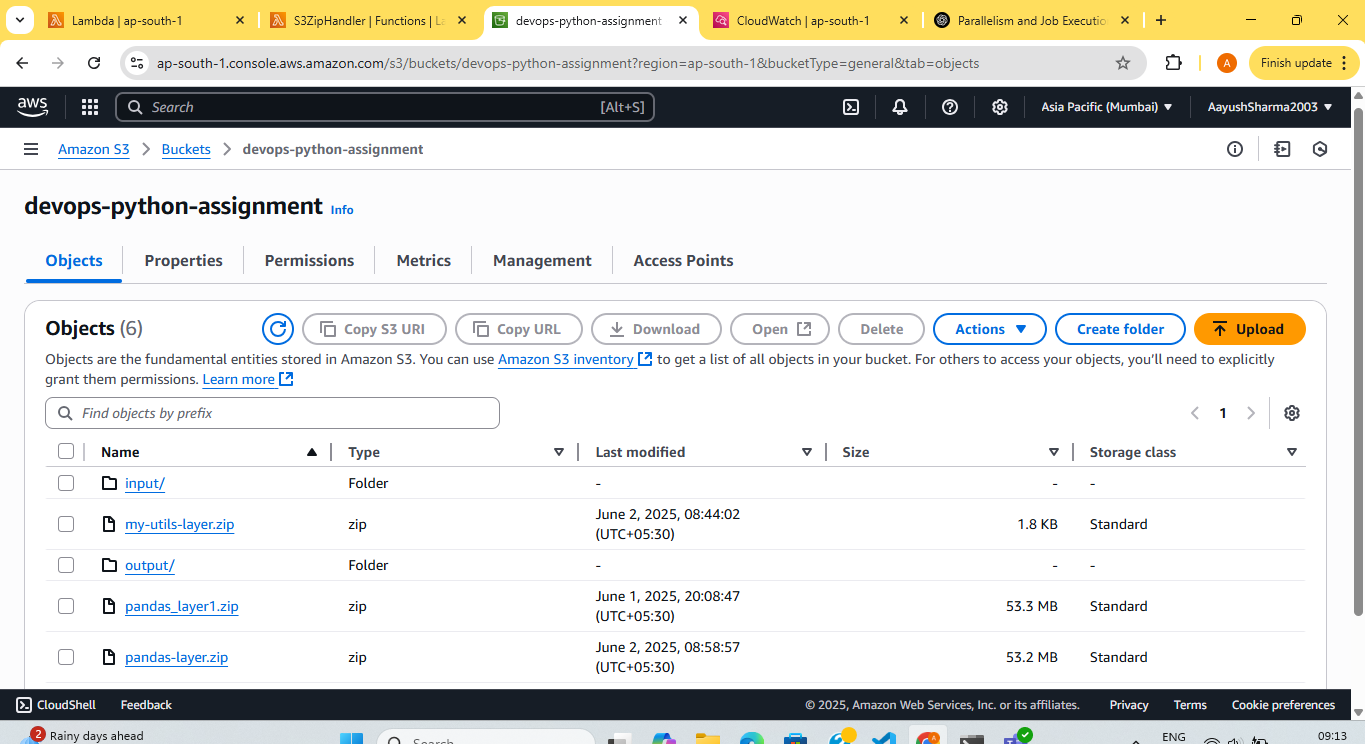 Lambda | ap-south-1
S3ZipHandler | Functions | La
devops-python-assignment
CloudWatch | ap-south-1
Parallelism and Job Executio
ap-south-1.console.aws.amazon.com/s3/buckets/devops-python-assignment?region=ap-south-1&bucketType=general&tab=objects
A
Finish update
aws
Search
[Alt+S]
Asia Pacific (Mumbai)
AayushSharma2003
Amazon S3
Buckets
devops-python-assignment
devops-python-assignment
Info
Objects
Properties
Permissions
Metrics
Management
Access Points
Objects (6)
Copy S3 URI
Copy URL
Download
Open
Delete
Actions
Create folder
Upload
Objects are the fundamental entities stored in Amazon S3. You can use Amazon S3 inventory to get a list of all objects in your bucket. For others to access your objects, you'll need to explicitly
grant them permissions. Learn more
Find objects by prefix
1
Name Type Last modified Size Storage class
input/ Folder - - -
my-utils-layer.zip zip June 2, 2025, 08:44:02 1.8 KB Standard
(UTC+05:30)
output/ Folder - - -
pandas_layer1.zip zip June 1, 2025, 20:08:47 53.3 MB Standard
(UTC+05:30)
pandas-layer.zip zip June 2, 2025, 08:58:57 53.2 MB Standard
(UTC+05:30)
CloudShell
Feedback
© 2025, Amazon Web Services, Inc. or its affiliates.
Privacy
Terms
Cookie preferences
2
Rainy days ahead
Search
ENG
09:13